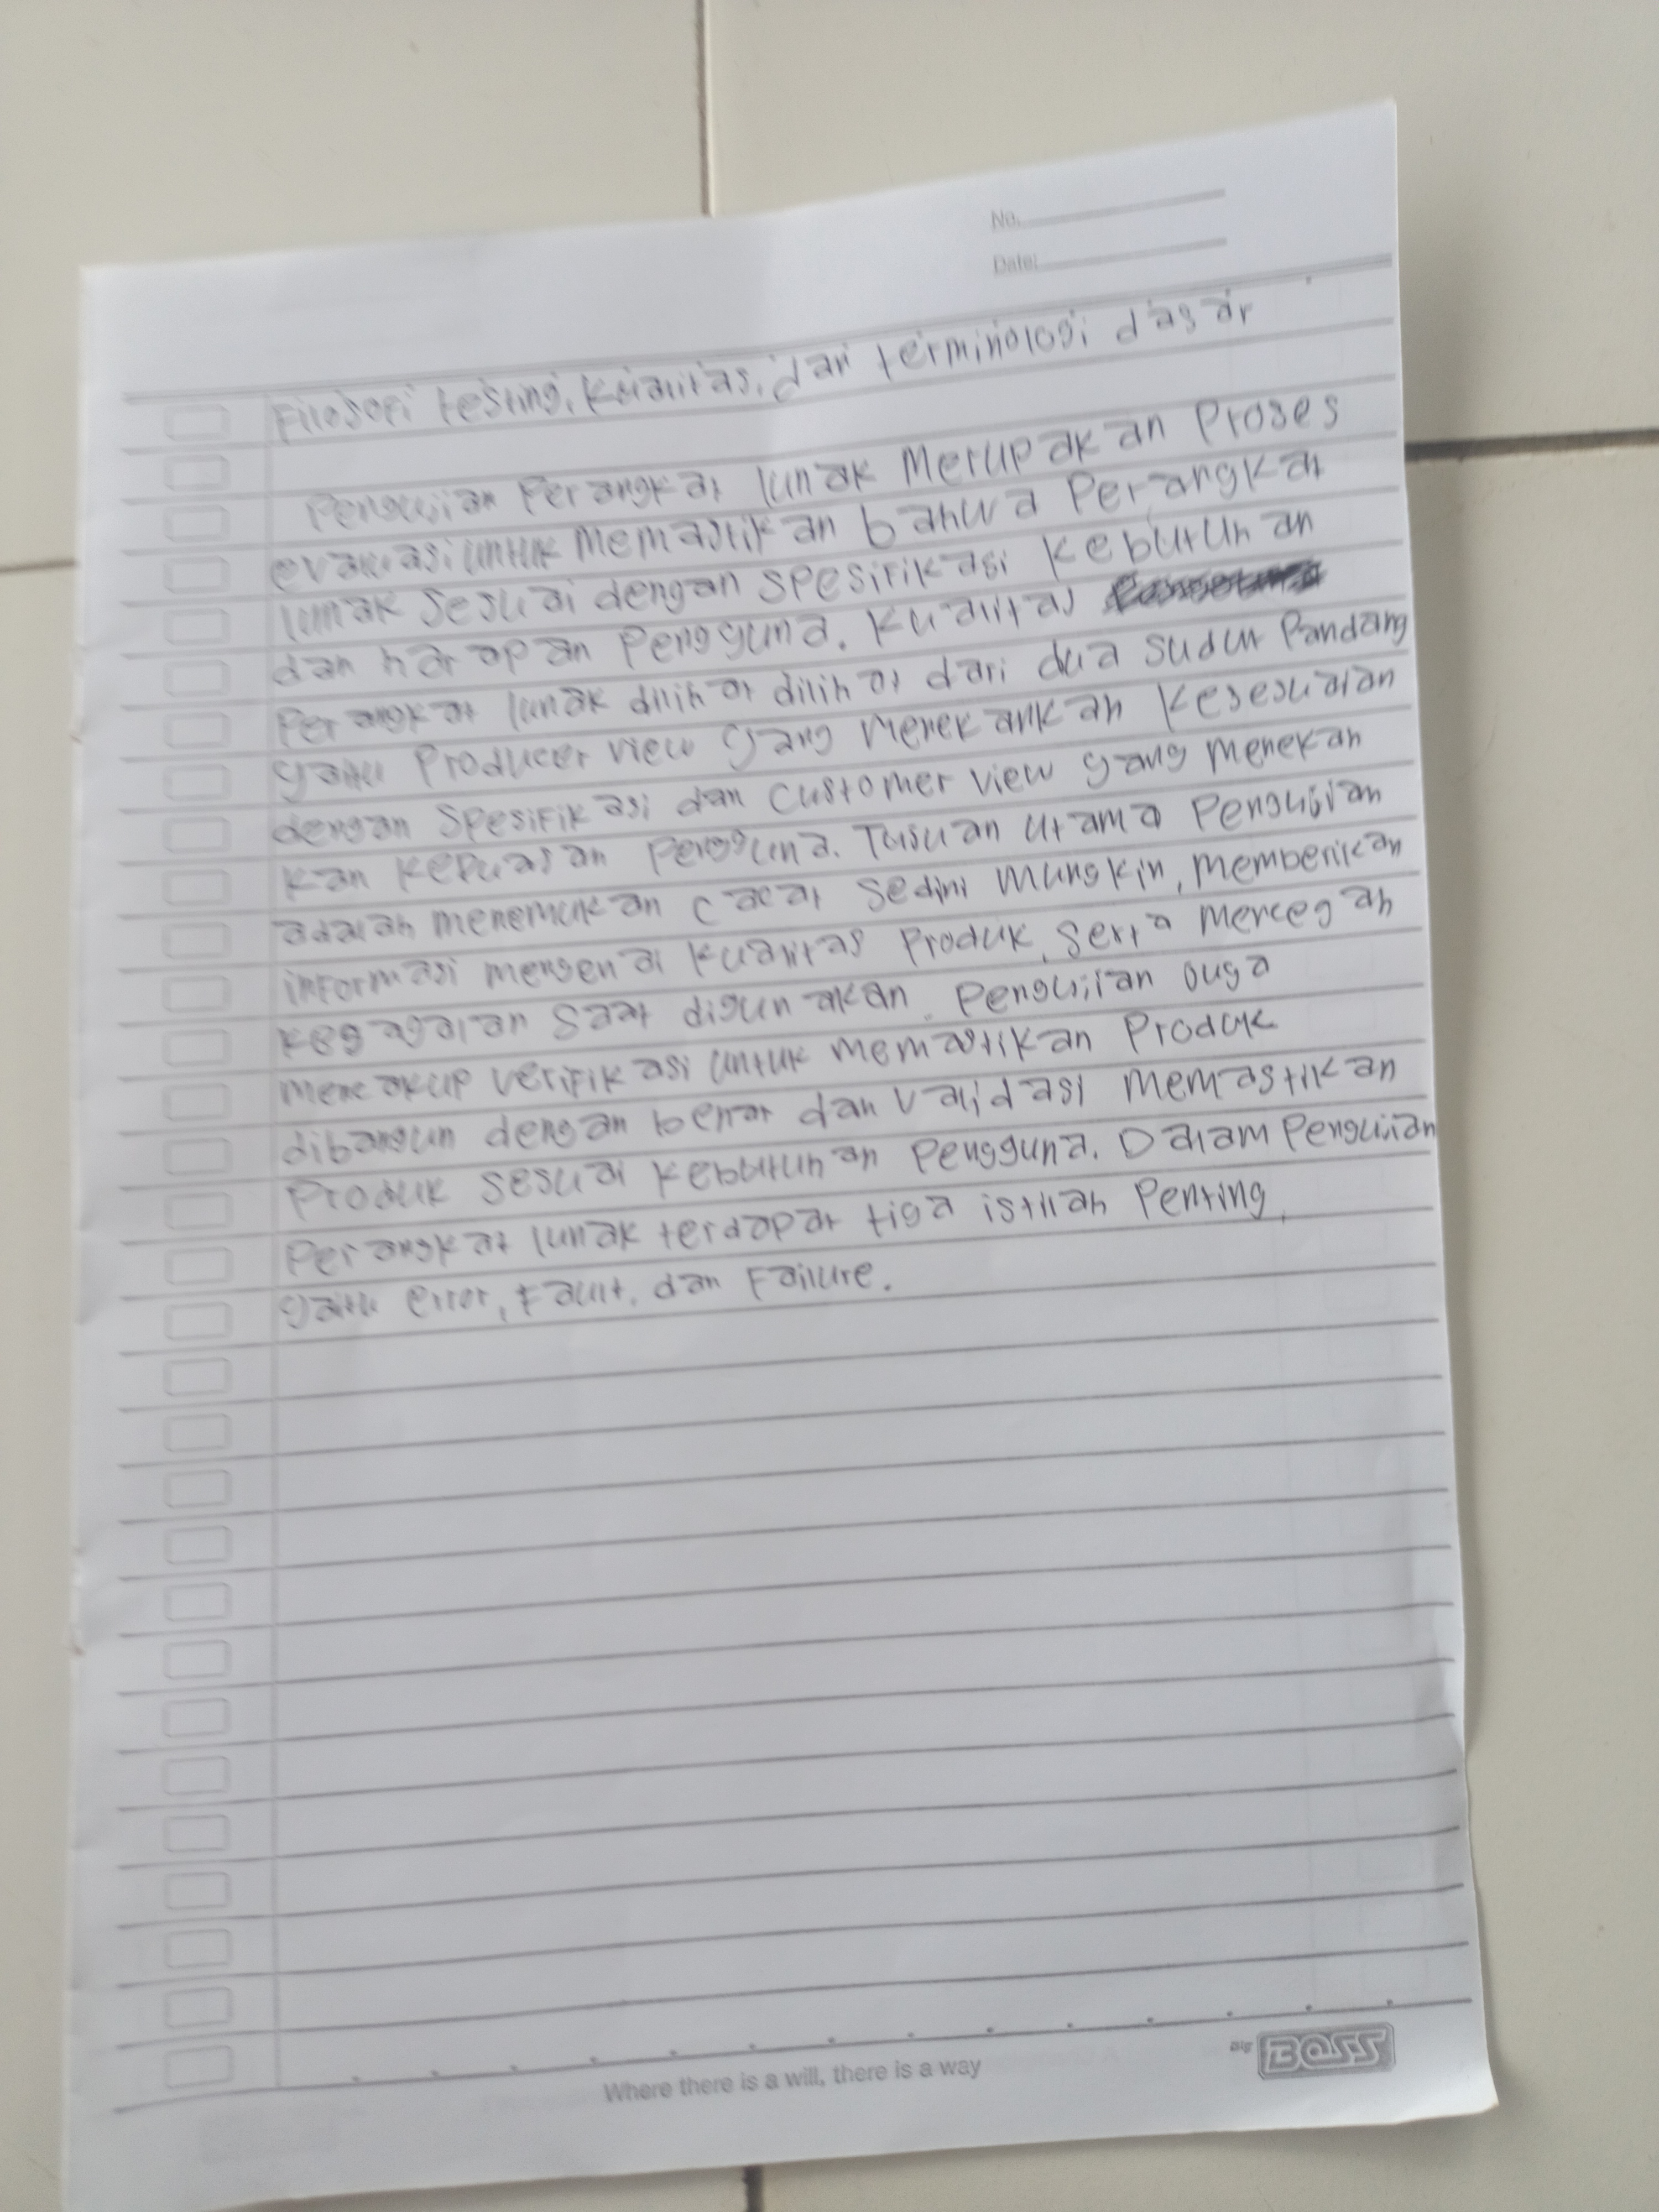 No.
Date:
Filosofi testing, kualitas, dan terminologi dasar
Pengujian Perangkat lunak Merupakan Proses
evaluasi untuk memastikan bahwa Perangkat
lunak sesuai dengan spesifikasi kebutuhan
dan harapan Pengguna. Kualitas
Perangkat lunak dilihat dilihat dari dua sudut Pandang
yaitu Producer view yang Menekankan kesesuaian
dengan spesifikasi dan customer view yang menekan
kan kepuasan Pengguna. Tujuan utama Pengujian
adalah menemukan cacat sedini Mungkin, Memberikan
informasi mengenai kualitas Produk, serta Mencegah
kegagalan saat digunakan. Pengujian Juga
mencakup verifikasi untuk memastikan Produk
dibangun dengan benar dan validasi memastikan
Produk sesuai kebutuhan Pengguna. Dalam Pengujian
Perangkat lunak terdapat tiga istilah Penting,
yaitu error, fault, dan Failure.
Where there is a will, there is a way
BIG BOSS